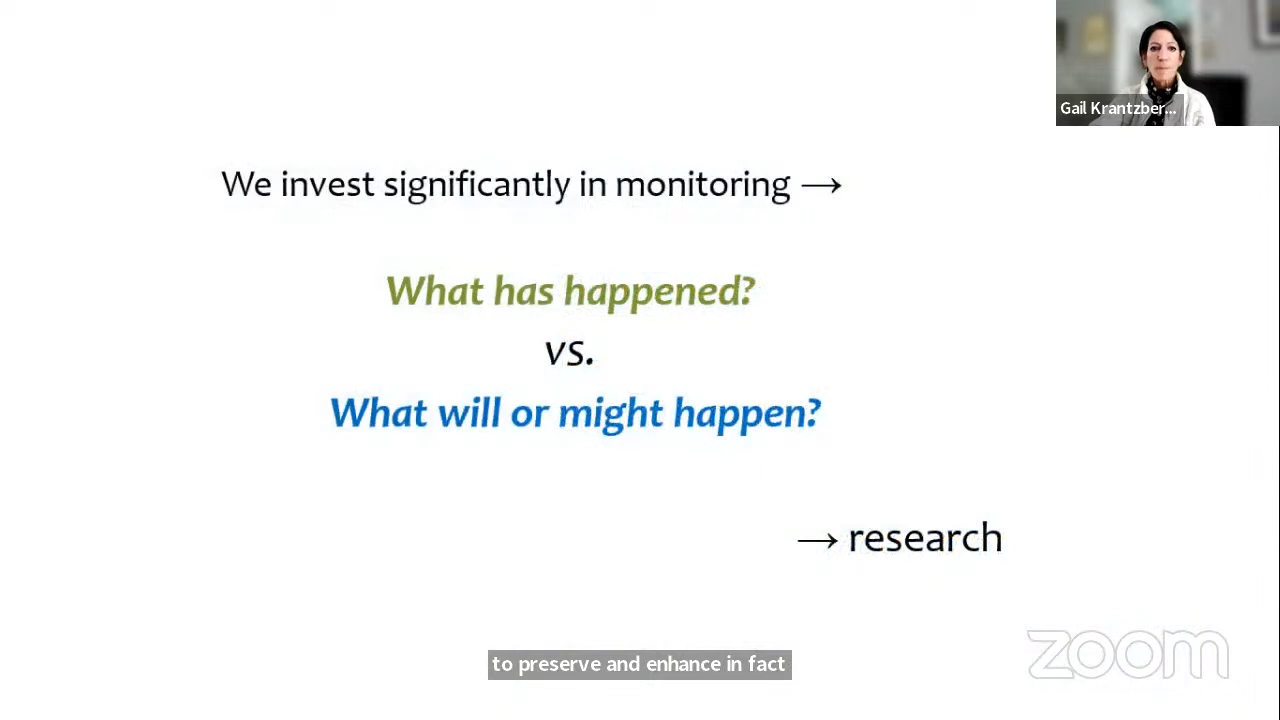 Gail Krantzber...
We invest significantly in monitoring →
What has happened?
vs.
What will or might happen?
→ research
to preserve and enhance in fact
zoom